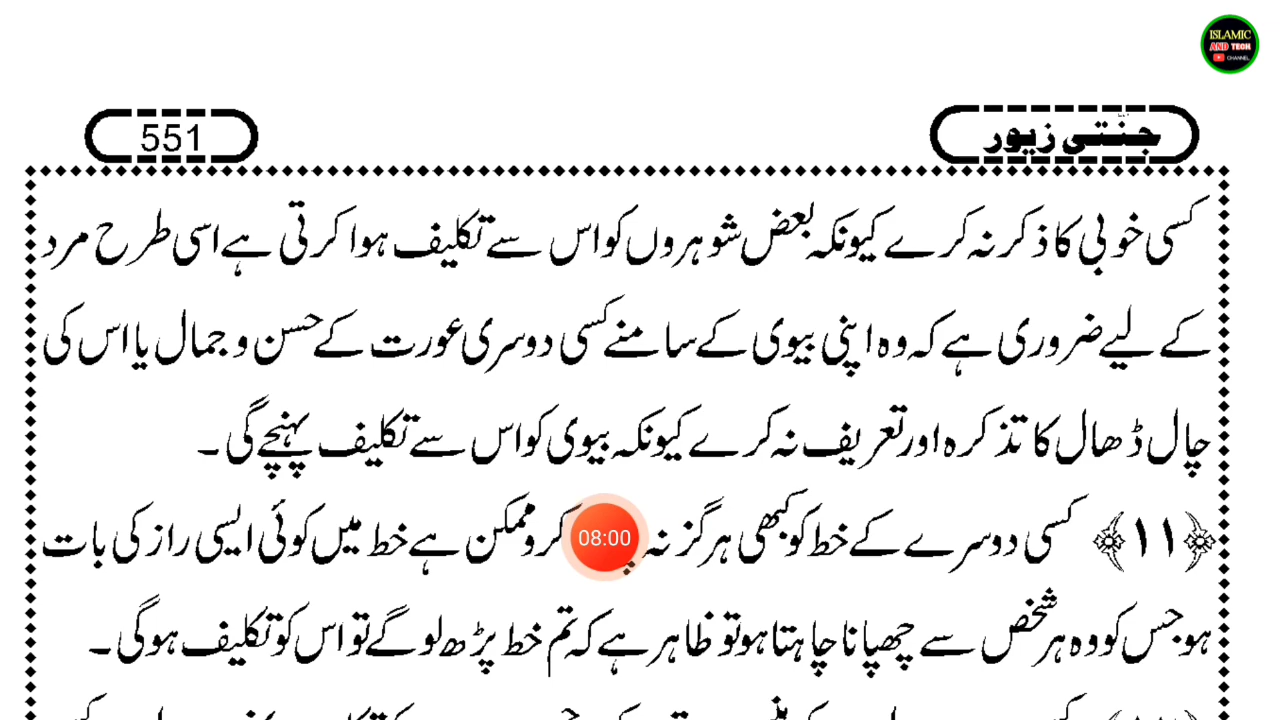 ISLAMIC
AND TECH
CHANNEL
جنتی زیور
551
کسی خوبی کا ذکر نہ کرے کیونکہ بعض شوہروں کو اس سے تکلیف ہوا کرتی ہے اسی طرح مرد
کے لیے ضروری ہے کہ وہ اپنی بیوی کے سامنے کسی دوسری عورت کے حسن و جمال یا اس کی
چال ڈھال کا تذکرہ اور تعریف نہ کرے کیونکہ بیوی کو اس سے تکلیف پہنچے گی۔
﴿۱۱﴾ کسی دوسرے کے خط کو کبھی ہرگز نہ کرو ممکن ہے خط میں کوئی ایسی راز کی بات
08:00
ہو جس کو وہ ہر شخص سے چھپانا چاہتا ہو تو ظاہر ہے کہ تم خط پڑھ لو گے تو اس کو تکلیف ہوگی۔